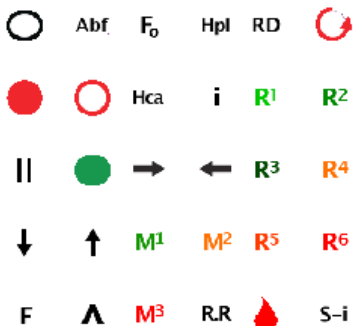 Abf. F₀ Hpl RD
Hca i R¹ R²
R³ R⁴
M¹ M² R⁵ R⁶
F Λ M³ R.R S-i